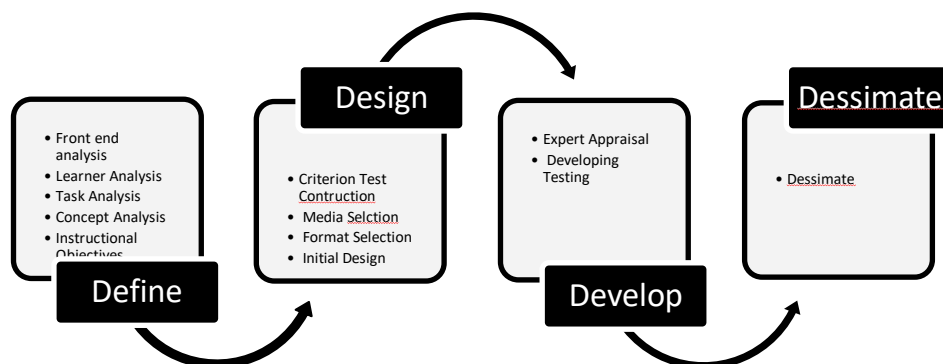 • Front end
analysis
• Learner Analysis
• Task Analysis
• Concept Analysis
• Instructional
Objectives
Define
Design
• Criterion Test
Contruction
• Media Selction
• Format Selection
• Initial Design
• Expert Appraisal
• Developing
Testing
Develop
Dessimate
• Dessimate